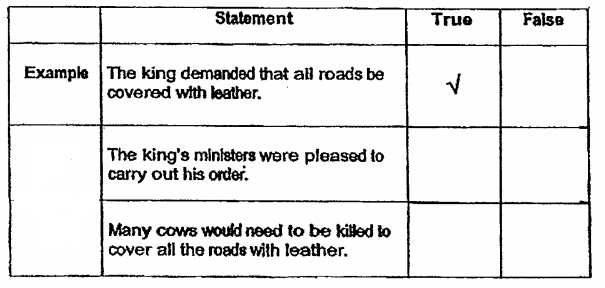 Statement True False
Example The king demanded that all roads be
covered with leather. √
The king's ministers were pleased to
carry out his order.
Many cows would need to be killed to
cover all the roads with leather.